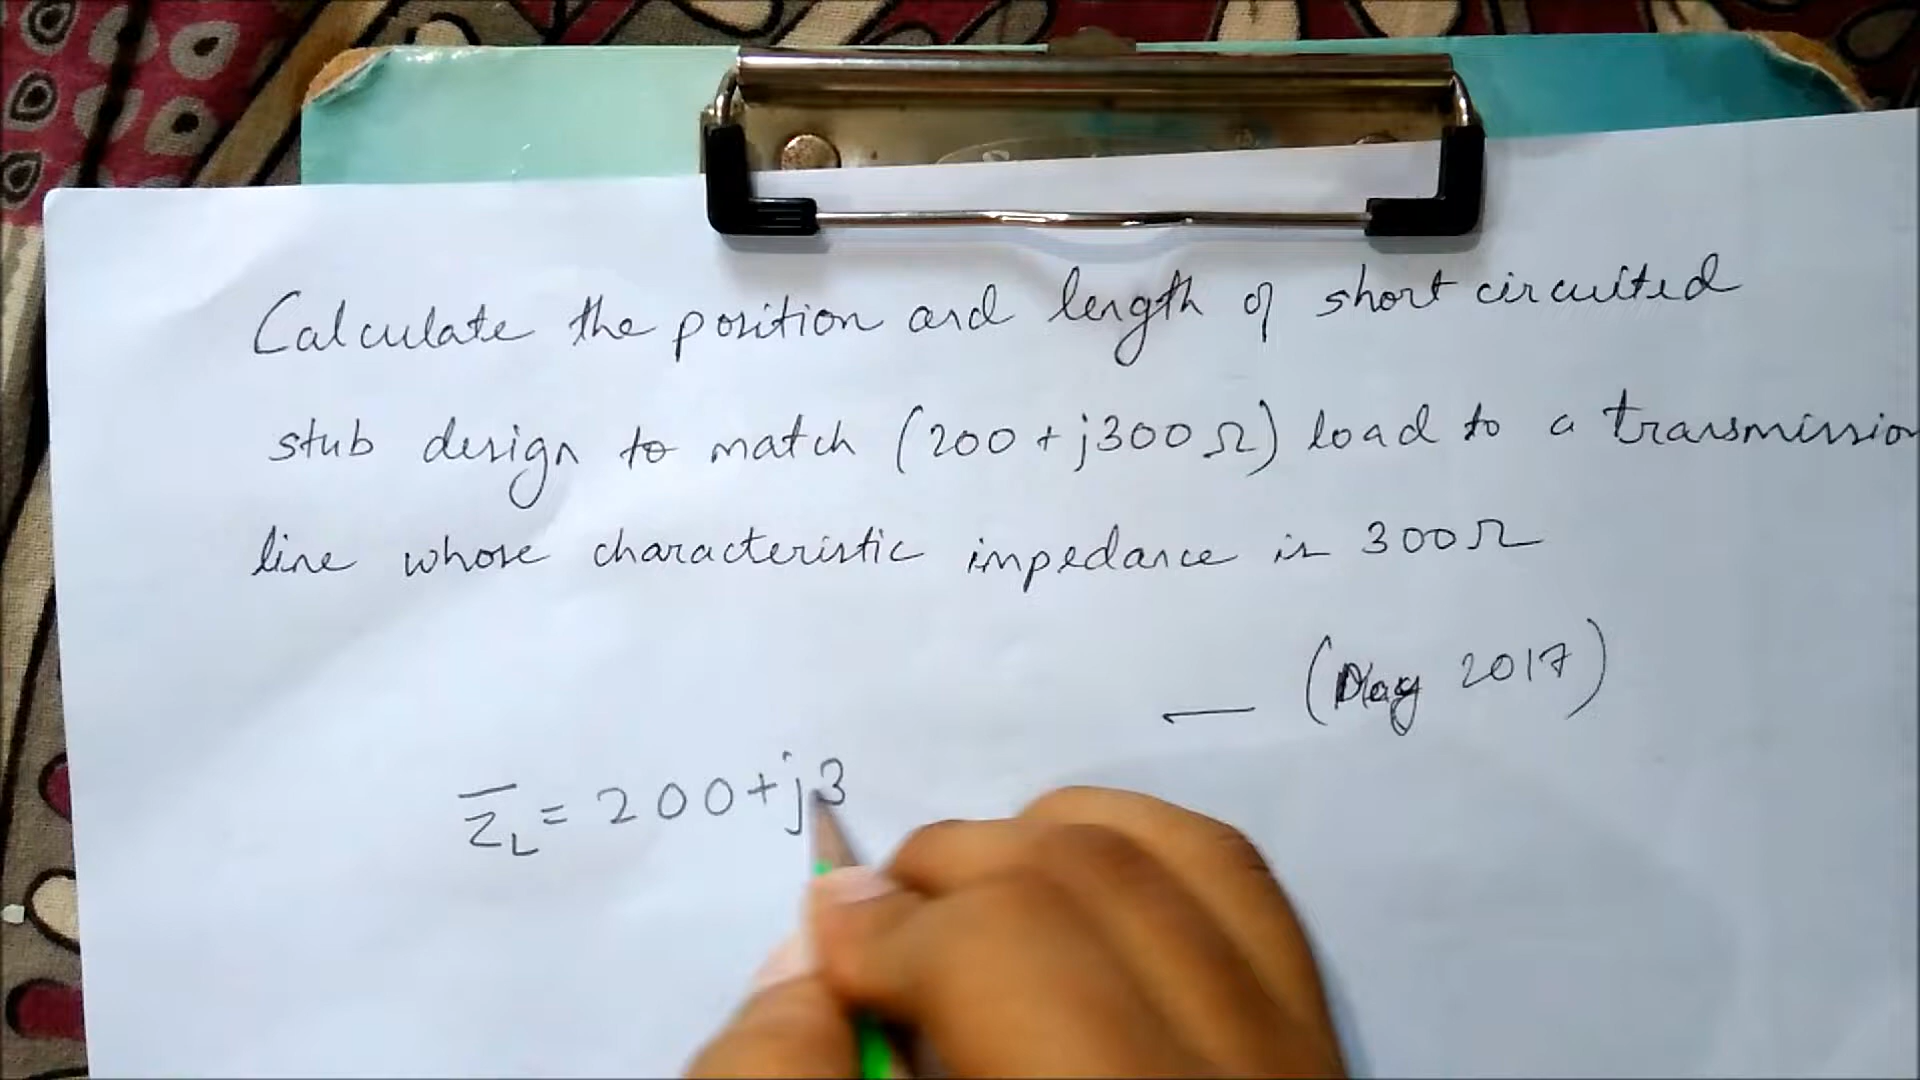 Calculate the position and length of short circuited
stub design to match (200 + j300Ω) load to a transmission
line whose characteristic impedance is 300Ω
— (May 2017)
z̅L = 200+j3